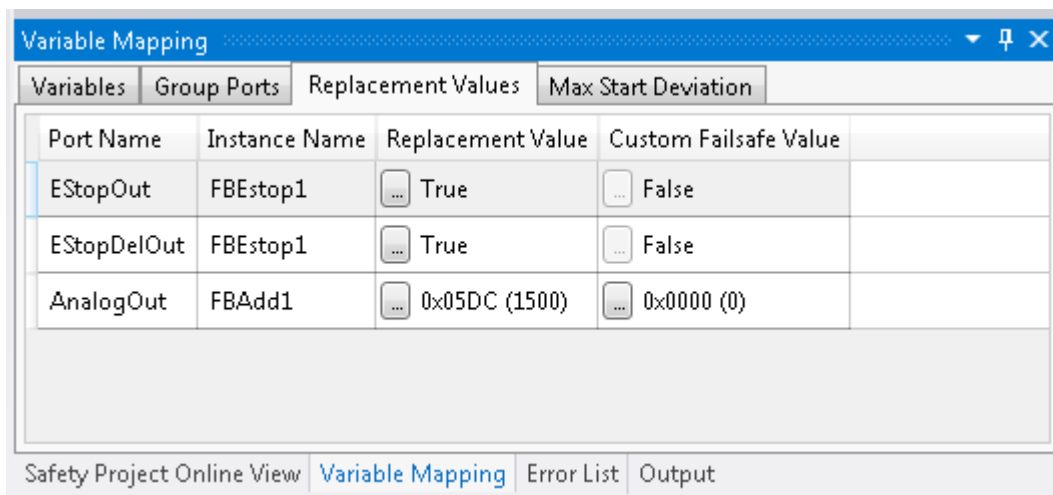 Variable Mapping
Variables Group Ports Replacement Values Max Start Deviation
Port Name Instance Name Replacement Value Custom Failsafe Value
EStopOut FBEstop1 ... True ... False
EStopDelOut FBEstop1 ... True ... False
AnalogOut FBAdd1 ... 0x05DC (1500) ... 0x0000 (0)
Safety Project Online View Variable Mapping Error List Output